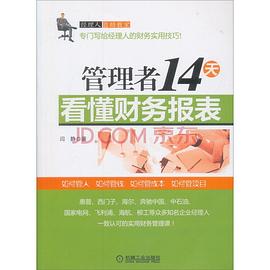 经理人
专门写给经理人的财务实用技巧!
管理者14天
看懂财务报表
JD.COM 京东
闫静 著
如何管人 如何管钱 如何管成本 如何管项目
惠普、西门子、海尔、奔驰中国、中石油、
国家电网、飞利浦、海航、柳工等众多知名企业经理人
一致认可的实用财务管理课!
机械工业出版社